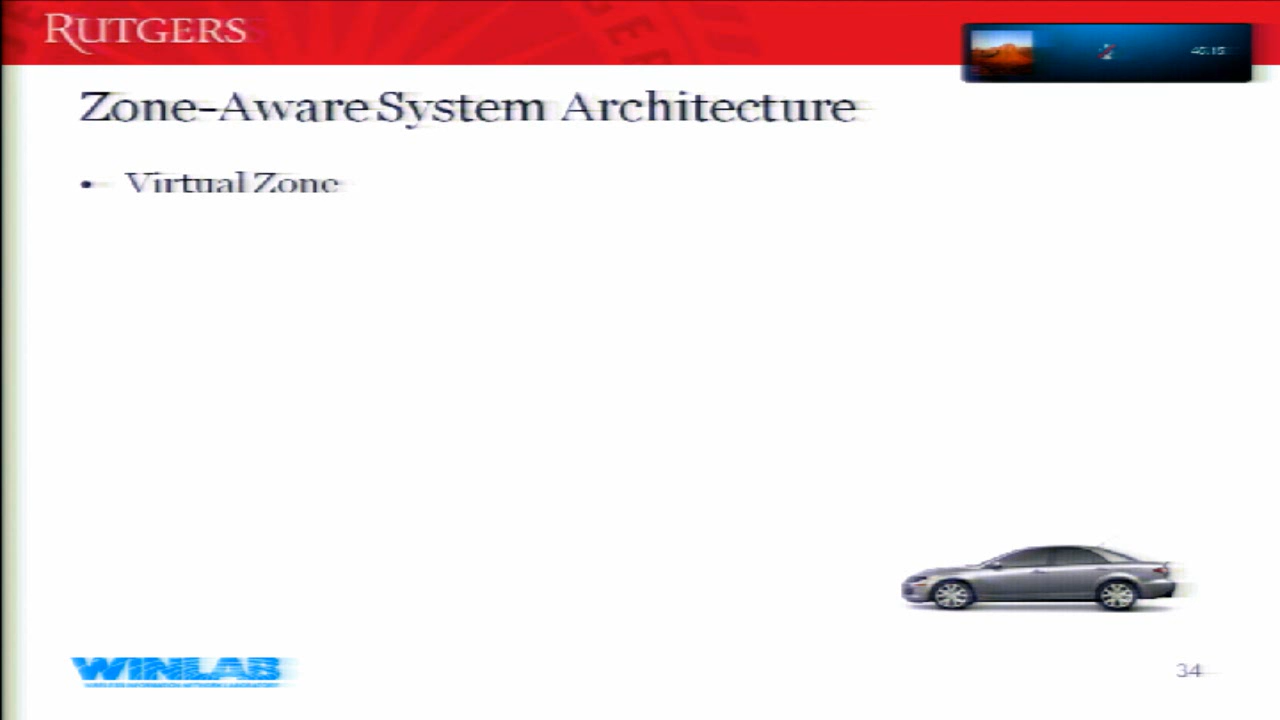 RUTGERS
Zone-Aware System Architecture
• Virtual Zone
WINLAB
34